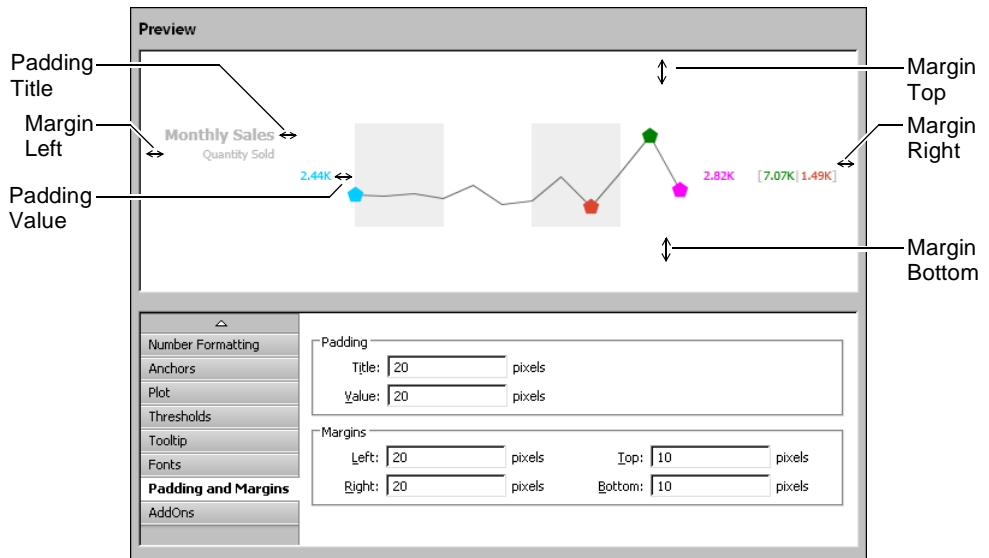 Preview
Padding
Title
Margin
Left
Padding
Value
Monthly Sales
Quantity Sold
2.44K
2.82K
[7.07K|1.49K]
Margin
Top
Margin
Right
Margin
Bottom
Number Formatting
Anchors
Plot
Thresholds
Tooltip
Fonts
Padding and Margins
AddOns
Padding
Title: 20 pixels
Value: 20 pixels
Margins
Left: 20 pixels Top: 10 pixels
Right: 20 pixels Bottom: 10 pixels